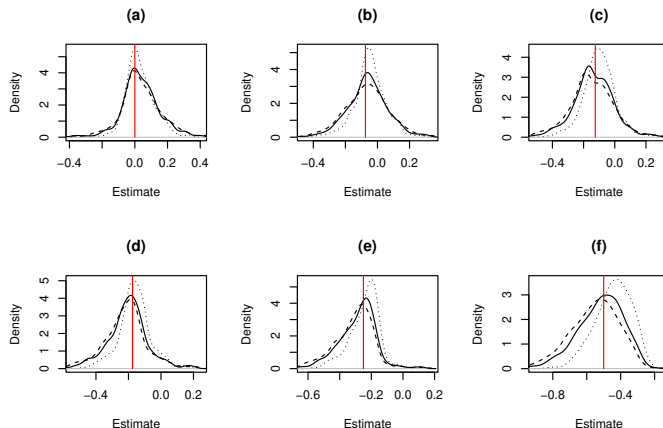 (a)
Density
0 2 4
−0.4 0.0 0.2 0.4
Estimate
(b)
Density
0 2 4
−0.4 −0.2 0.0 0.2
Estimate
(c)
Density
0 1 2 3 4
−0.4 −0.2 0.0 0.2
Estimate
(d)
Density
0 1 2 3 4 5
−0.4 0.0 0.2
Estimate
(e)
Density
0 2 4
−0.6 −0.2 0.0 0.2
Estimate
(f)
Density
0 1 2 3
−0.8 −0.4
Estimate